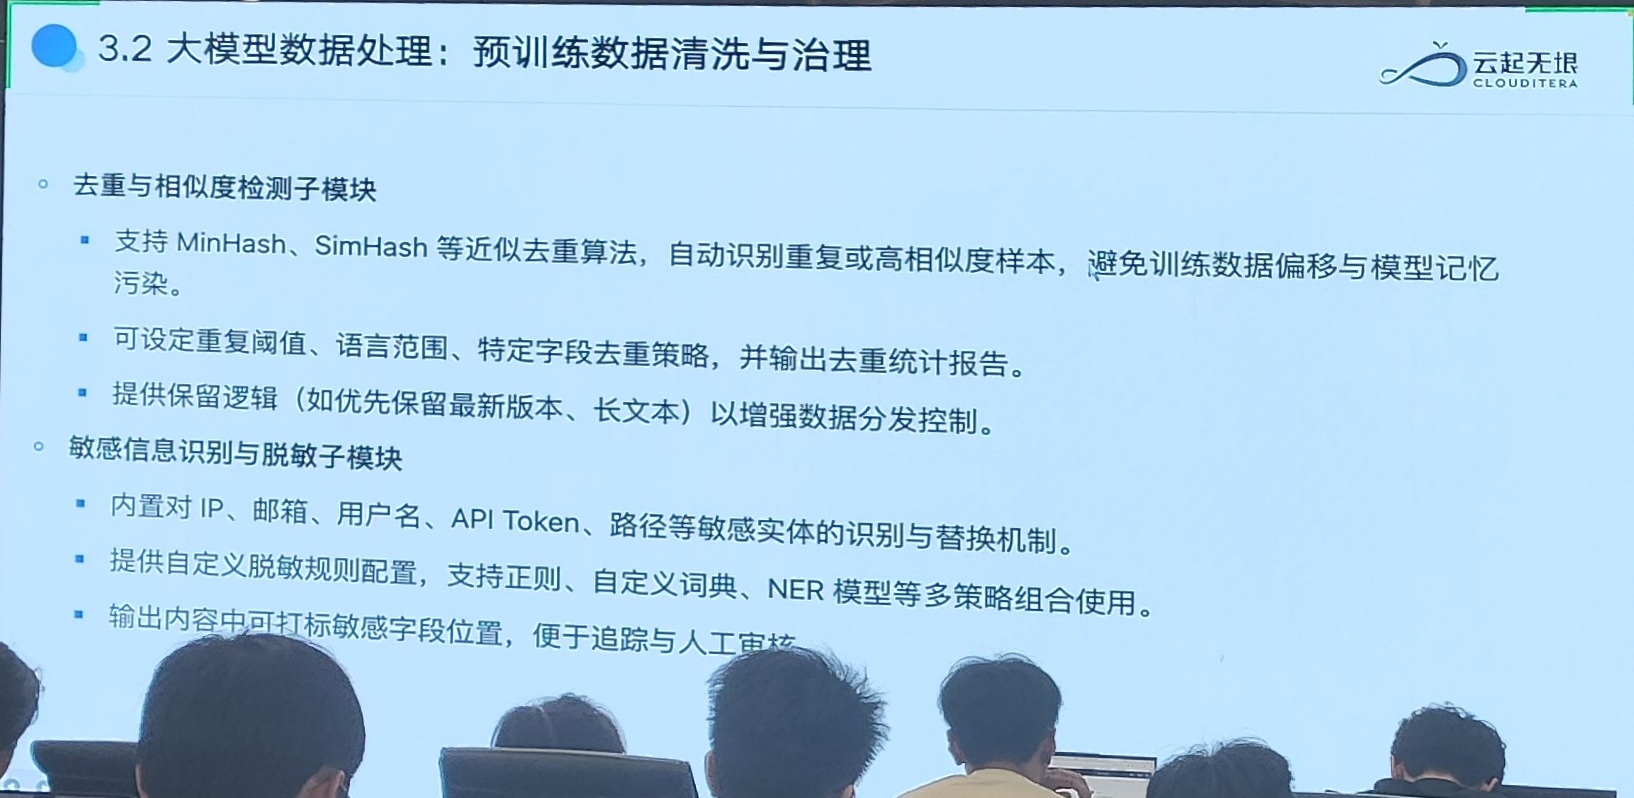 3.2 大模型数据处理：预训练数据清洗与治理
云起无垠
CLOUDITERA
去重与相似度检测子模块
支持 MinHash、SimHash 等近似去重算法，自动识别重复或高相似度样本，避免训练数据偏移与模型记忆
污染。
可设定重复阈值、语言范围、特定字段去重策略，并输出去重统计报告。
提供保留逻辑（如优先保留最新版本、长文本）以增强数据分发控制。
敏感信息识别与脱敏子模块
内置对 IP、邮箱、用户名、API Token、路径等敏感实体的识别与替换机制。
提供自定义脱敏规则配置，支持正则、自定义词典、NER 模型等多策略组合使用。
输出内容中可打标敏感字段位置，便于追踪与人工审核